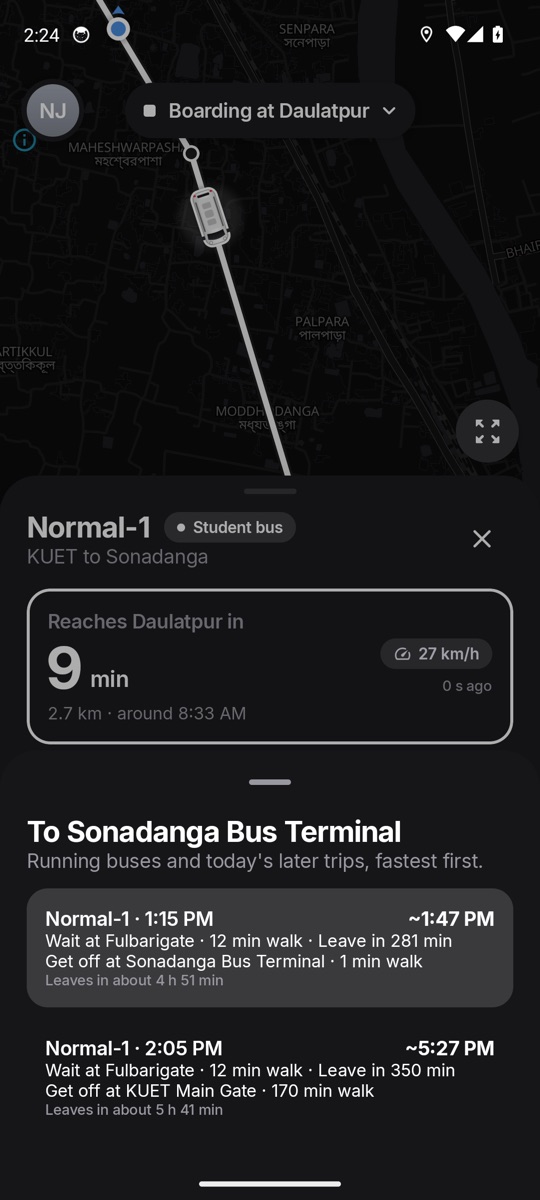 2:24
SENPARA
সেনপাড়া
NJ
Boarding at Daulatpur
MAHESHWARPASHA
মহেশ্বেরপাশা
BHAIR
PALPARA
পালপাড়া
ARTIKKUL
MODDHADANGA
Normal-1
Student bus
KUET to Sonadanga
Reaches Daulatpur in
9 min
27 km/h
0 s ago
2.7 km · around 8:33 AM
To Sonadanga Bus Terminal
Running buses and today's later trips, fastest first.
Normal-1 · 1:15 PM ~1:47 PM
Wait at Fulbarigate · 12 min walk · Leave in 281 min
Get off at Sonadanga Bus Terminal · 1 min walk
Leaves in about 4 h 51 min
Normal-1 · 2:05 PM ~5:27 PM
Wait at Fulbarigate · 12 min walk · Leave in 350 min
Get off at KUET Main Gate · 170 min walk
Leaves in about 5 h 41 min